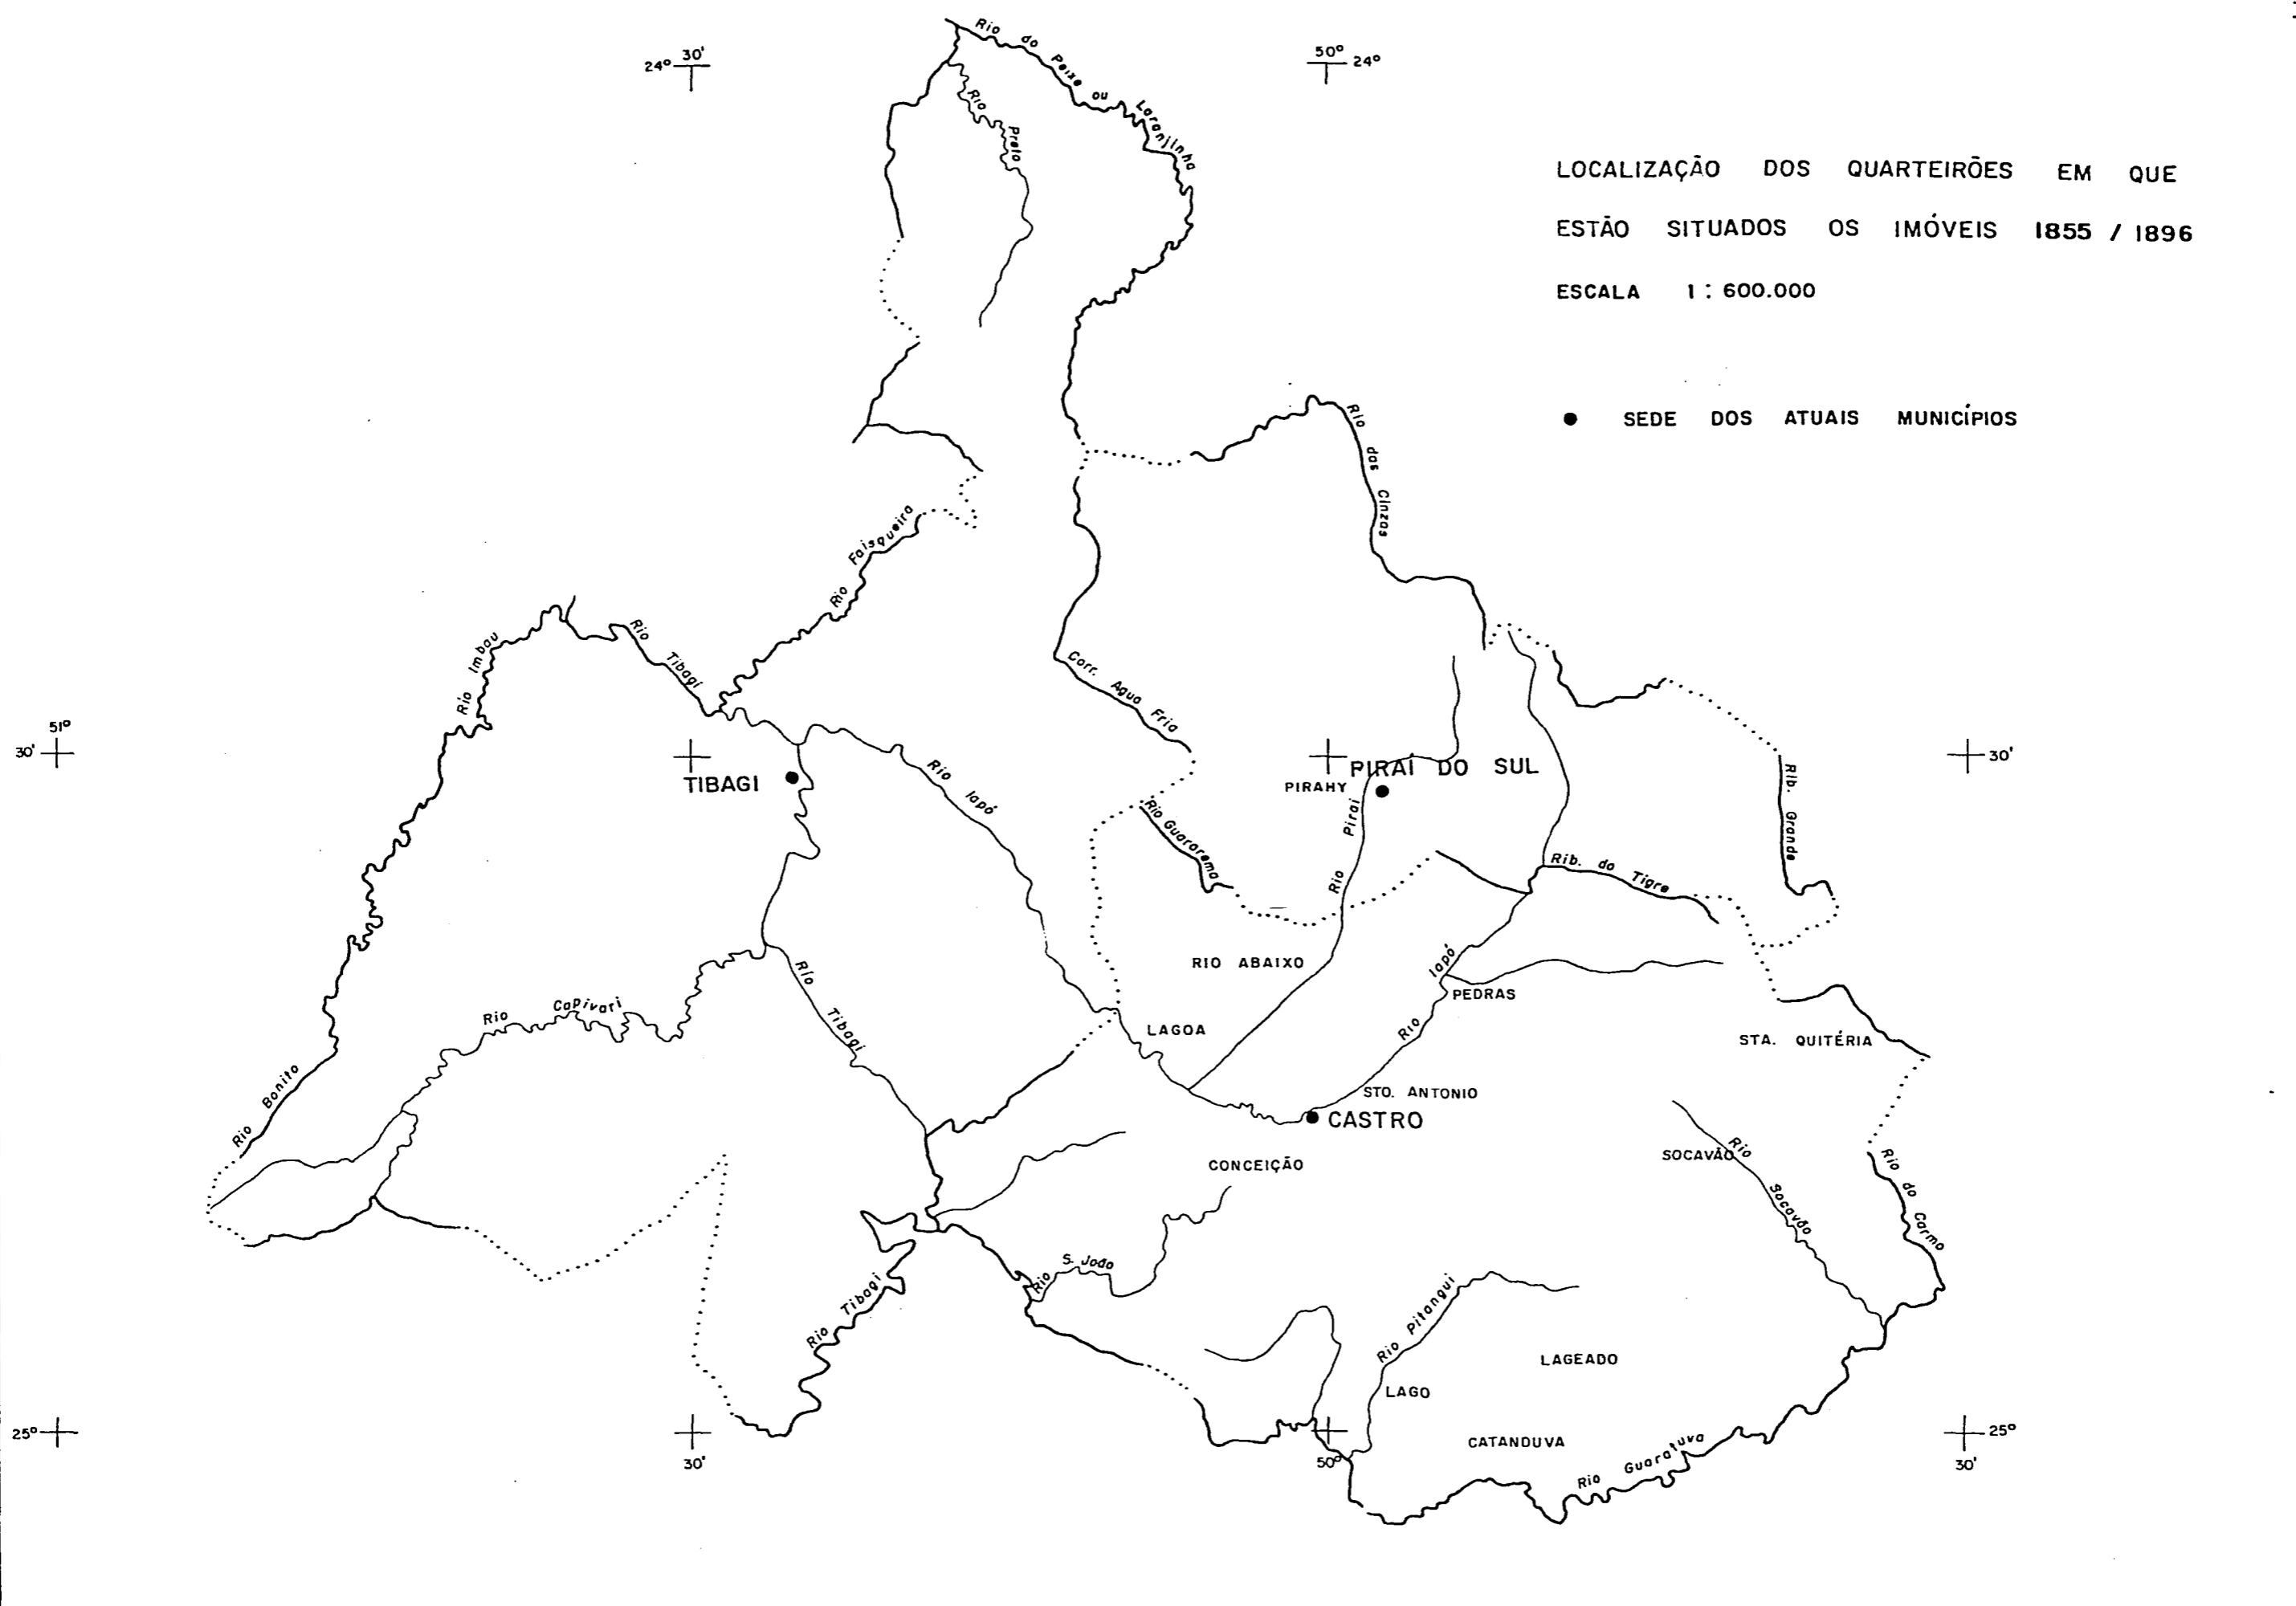 30'
24°
50°
24°
LOCALIZAÇÃO DOS QUARTEIRÕES EM QUE
ESTÃO SITUADOS OS IMÓVEIS 1855 / 1896
ESCALA 1 : 600.000
SEDE DOS ATUAIS MUNICÍPIOS
Rio do Peixe ou Laranjinha
Rio Preto
Rio das Cinzas
Rio Faisqueira
Rio Imbau
Rio Tibagi
Corr. Agua Fria
51°
30'
TIBAGI
Rio Iapó
PIRAÍ DO SUL
PIRAHY
30'
Rib. Grande
Rio Guararema
Rio Pirai
Rib. do Tigre
RIO ABAIXO
Rio Iapó
PEDRAS
Rio Capivari
Rio Tibagi
LAGOA
STA. QUITÉRIA
Rio Bonito
STO. ANTONIO
CASTRO
CONCEIÇÃO
SOCAVÃO
Rio Socavão
Rio do Carmo
Rio S. João
Rio Tibagi
Rio Pitangui
LAGEADO
LAGO
25°
30'
50°
CATANDUVA
Rio Guaratuva
25°
30'